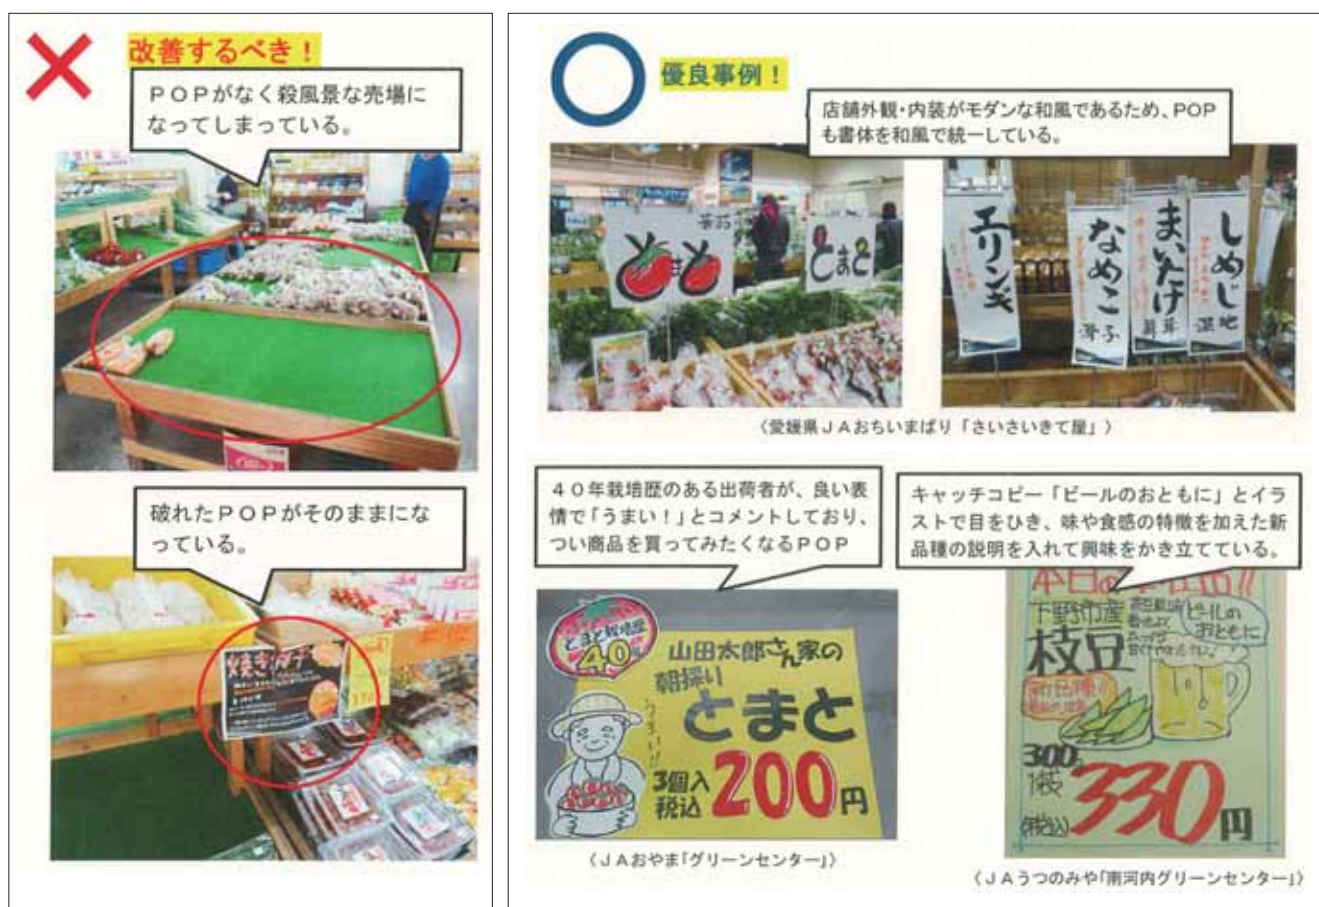 改善するべき！
ＰＯＰがなく殺風景な売場に
なってしまっている。
破れたＰＯＰがそのままにな
っている。
優良事例！
店舗外観・内装がモダンな和風であるため、POP
も書体を和風で統一している。
とまと
とまと
エリンギ
なめこ
滑子
まいたけ
舞茸
しめじ
湿地
〈愛媛県ＪＡおちいまばり「さいさいきて屋」〉
４０年栽培歴のある出荷者が、良い表
情で「うまい！」とコメントしており、
つい商品を買ってみたくなるＰＯＰ
とまと栽培歴
40年
山田太郎さん家の
朝採り
とまと
うまい!!
3個入
税込
200円
〈ＪＡおやま「グリーンセンター」〉
キャッチコピー「ビールのおともに」とイラ
ストで目をひき、味や食感の特徴を加えた新
品種の説明を入れて興味をかき立てている。
下野市産
枝豆
ビールの
おともに
新品種
300g
1袋
(税込)
330円
〈ＪＡうつのみや「南河内グリーンセンター」〉